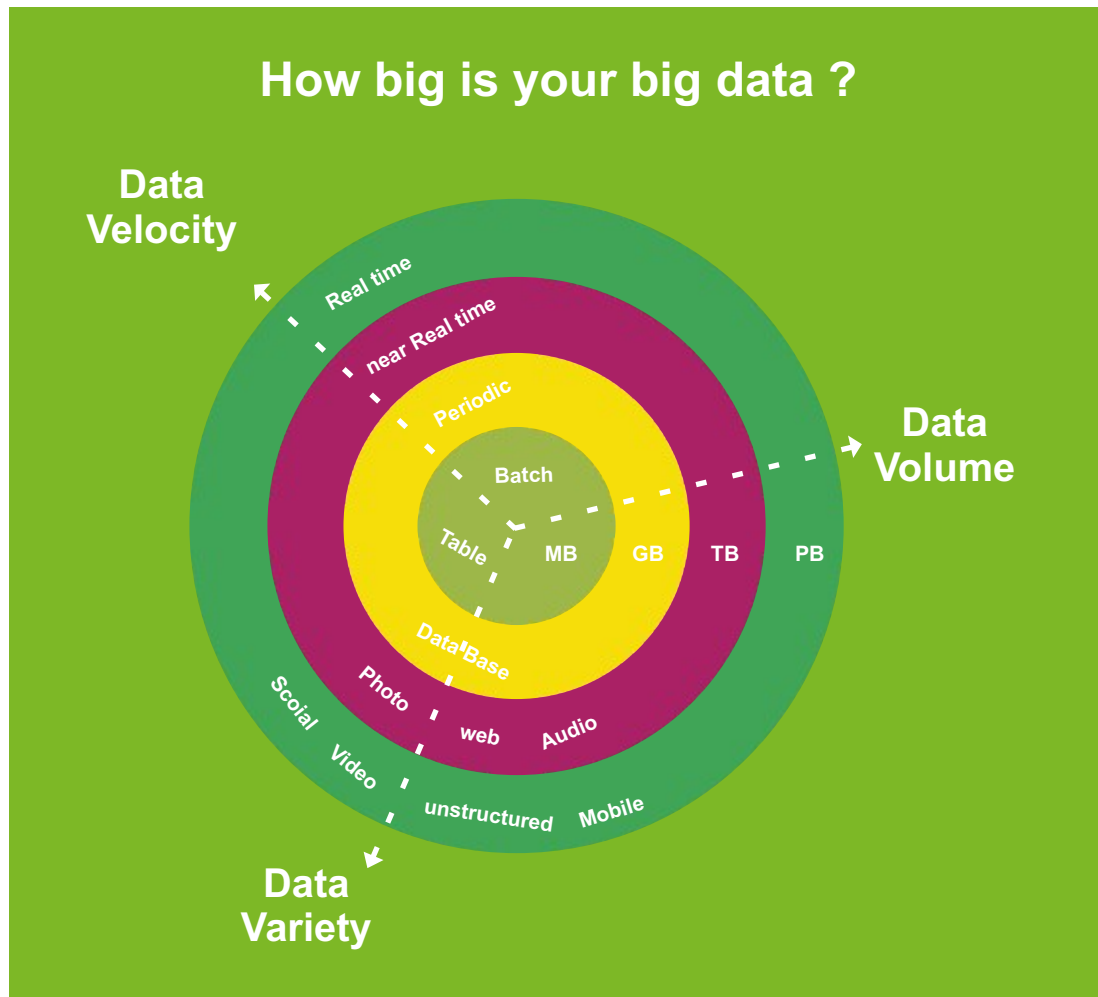 How big is your big data ?
Data
Velocity
Real time
near Real time
Periodic
Batch
Data
Volume
Table
MB
GB
TB
PB
Data Base
Photo
web
Audio
Scoial
Video
unstructured
Mobile
Data
Variety